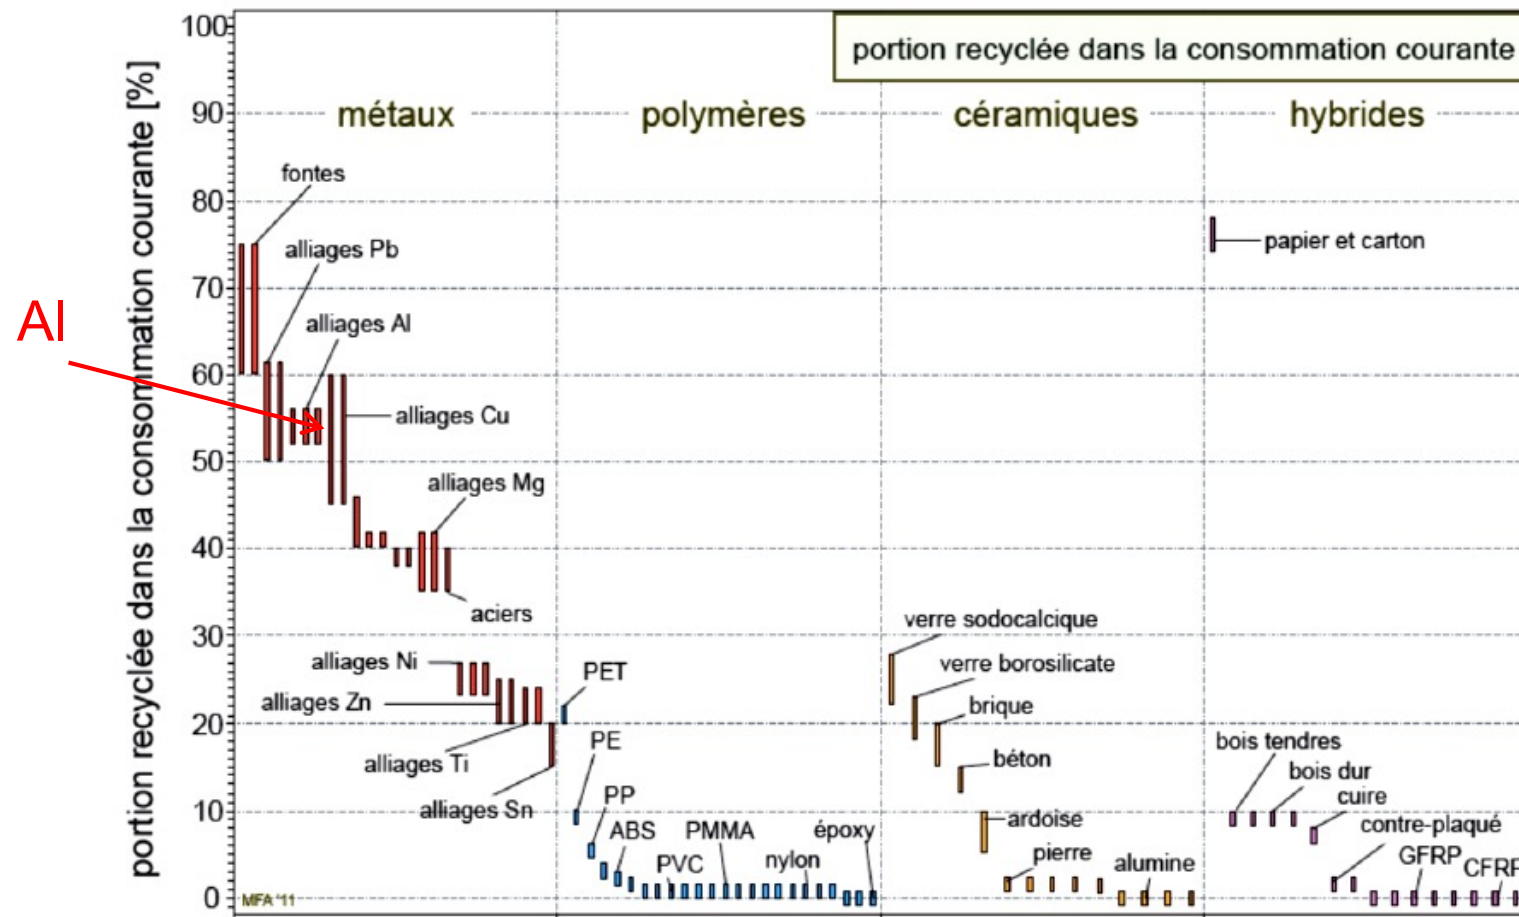 portion recyclée dans la consommation courante [%]
portion recyclée dans la consommation courante
métaux
polymères
céramiques
hybrides
100
90
80
70
60
50
40
30
20
10
0
Al
fontes
alliages Pb
alliages Al
alliages Cu
alliages Mg
aciers
alliages Ni
alliages Zn
alliages Ti
alliages Sn
PET
PE
PP
ABS
PVC
PMMA
nylon
époxy
verre sodocalcique
verre borosilicate
brique
béton
ardoise
pierre
alumine
papier et carton
bois tendres
bois dur
cuire
contre-plaqué
GFRP
CFRP
MFA '11